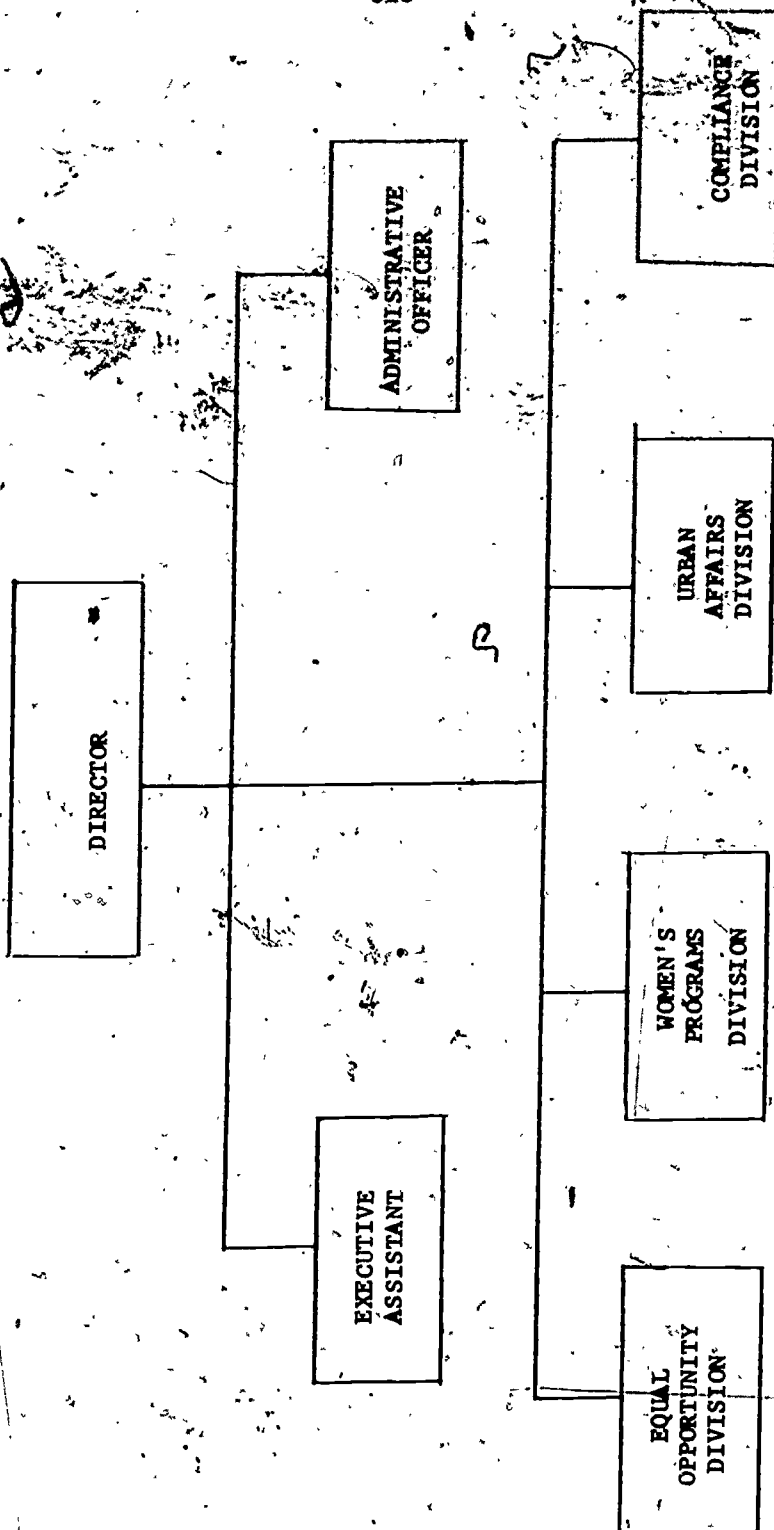 DIRECTOR
EXECUTIVE
ASSISTANT
ADMINISTRATIVE
OFFICER
EQUAL
OPPORTUNITY
DIVISION
WOMEN'S
PROGRAMS
DIVISION
URBAN
AFFAIRS
DIVISION
COMPLIANCE
DIVISION